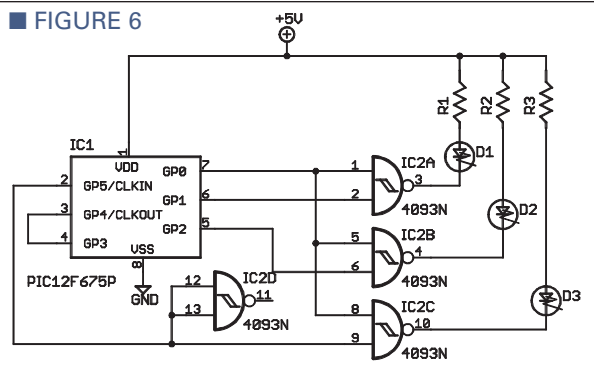 FIGURE 6
+5V
R1
R2
R3
IC1
1
VDD
GP0
7
1
IC2A
3
D1
2
GP5/CLKIN
GP1
6
2
4093N
3
GP4/CLKOUT
GP2
5
D2
4
GP3
VSS
5
IC2B
4
8
6
4093N
PIC12F675P
GND
12
IC2D
11
13
4093N
D3
8
IC2C
10
9
4093N